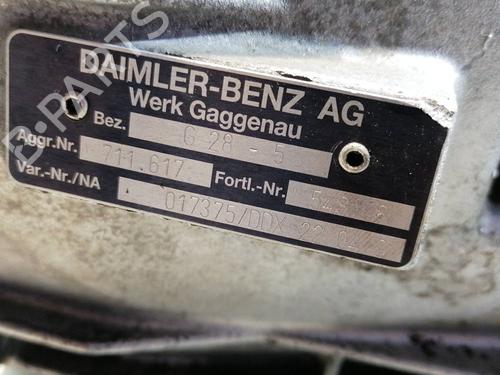 DAIMLER-BENZ AG
Werk Gaggenau
Bez. G 28 - 5
Aggr.Nr. 711.617 Fortl.-Nr.
Var.-Nr./NA 017375/DDX 22
B-PARTS